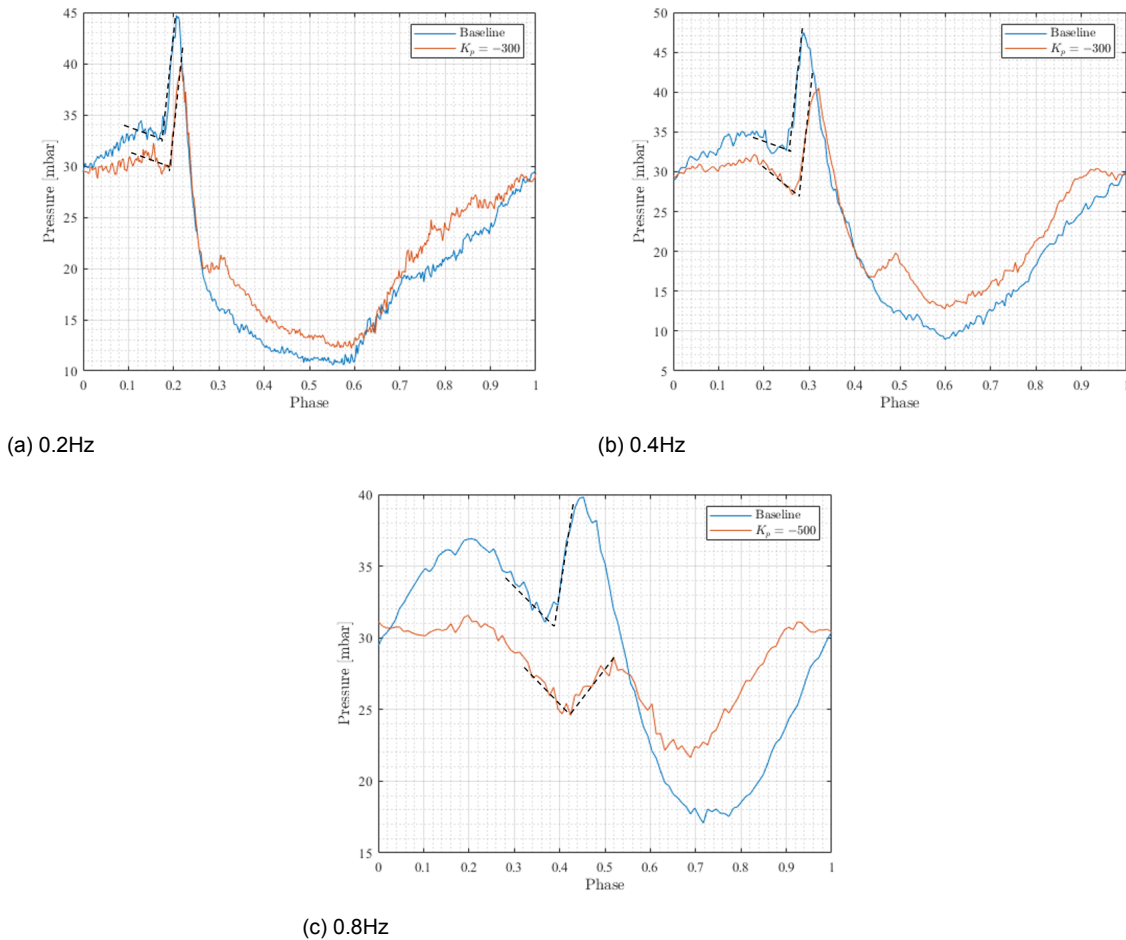 45
40
35
30
25
20
15
10
Pressure [mbar]
0 0.1 0.2 0.3 0.4 0.5 0.6 0.7 0.8 0.9 1
Phase
Baseline
K_p = −300
(a) 0.2Hz
50
45
40
35
30
25
20
15
10
5
Pressure [mbar]
0 0.1 0.2 0.3 0.4 0.5 0.6 0.7 0.8 0.9 1
Phase
Baseline
K_p = −300
(b) 0.4Hz
40
35
30
25
20
15
Pressure [mbar]
0 0.1 0.2 0.3 0.4 0.5 0.6 0.7 0.8 0.9 1
Phase
Baseline
K_p = −500
(c) 0.8Hz